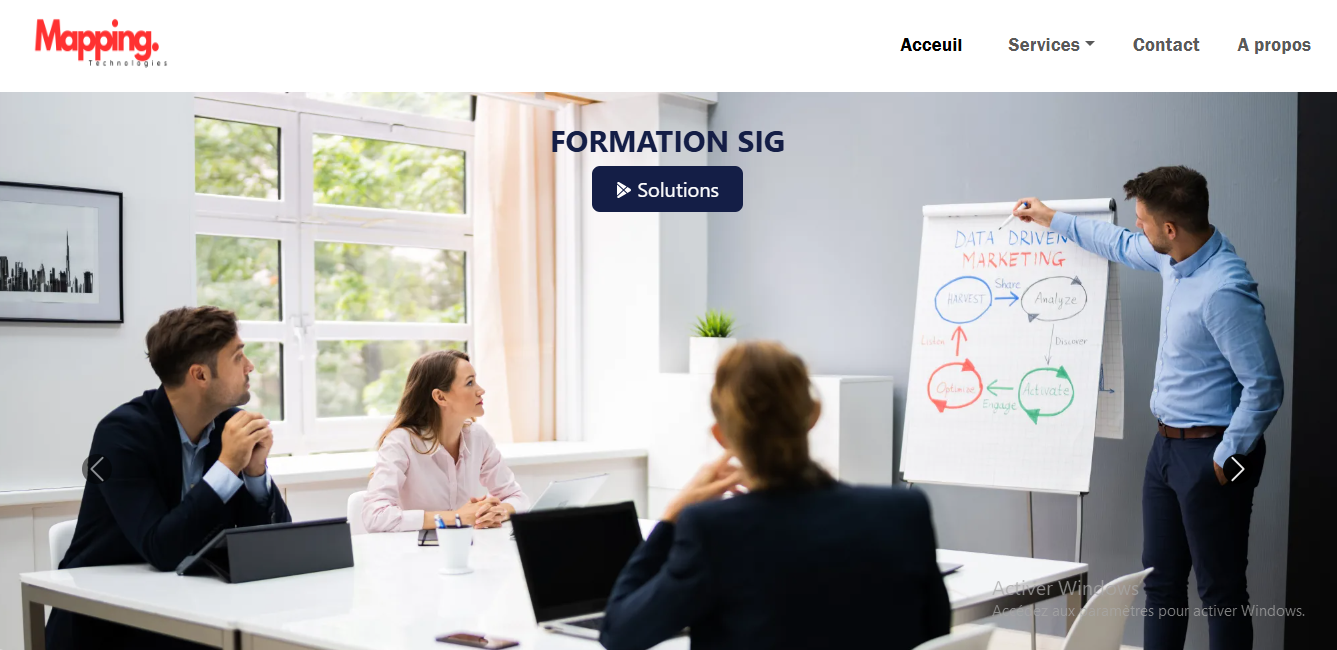 Mapping.
Technologies
Acceuil
Services
Contact
A propos
FORMATION SIG
Solutions
DATA DRIVEN
MARKETING
HARVEST
Share
Analyze
Listen
Discover
Optimize
Engage
Activate
Activer Windows
Accédez aux paramètres pour activer Windows.